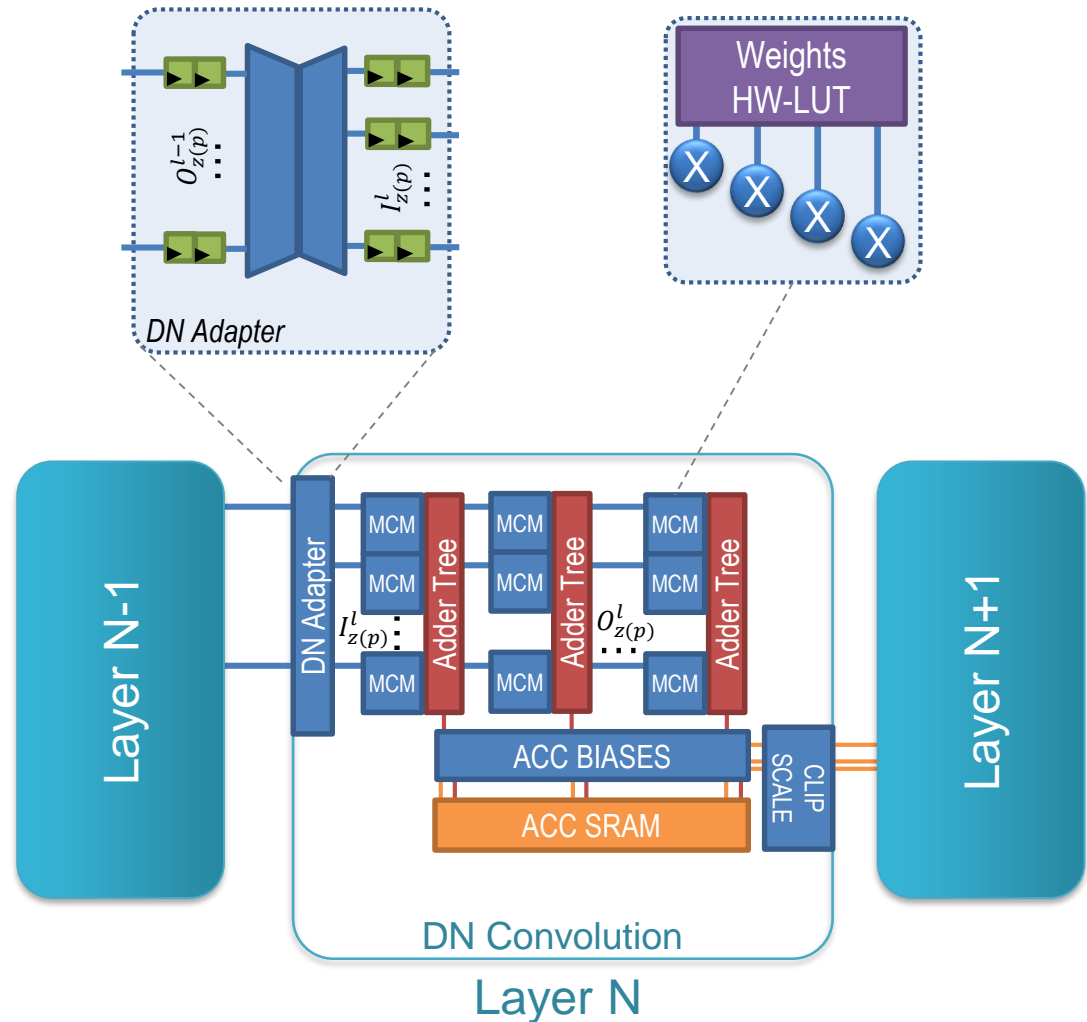 O^{l-1}_{z(p)}
...
I^{l}_{z(p)}
...
DN Adapter
Weights
HW-LUT
X
X
X
X
Layer N-1
DN Adapter
MCM
MCM
MCM
I^{l}_{z(p)}
...
Adder Tree
MCM
MCM
MCM
Adder Tree
O^{l}_{z(p)}
...
MCM
MCM
MCM
Adder Tree
ACC BIASES
ACC SRAM
CLIP
SCALE
Layer N+1
DN Convolution
Layer N